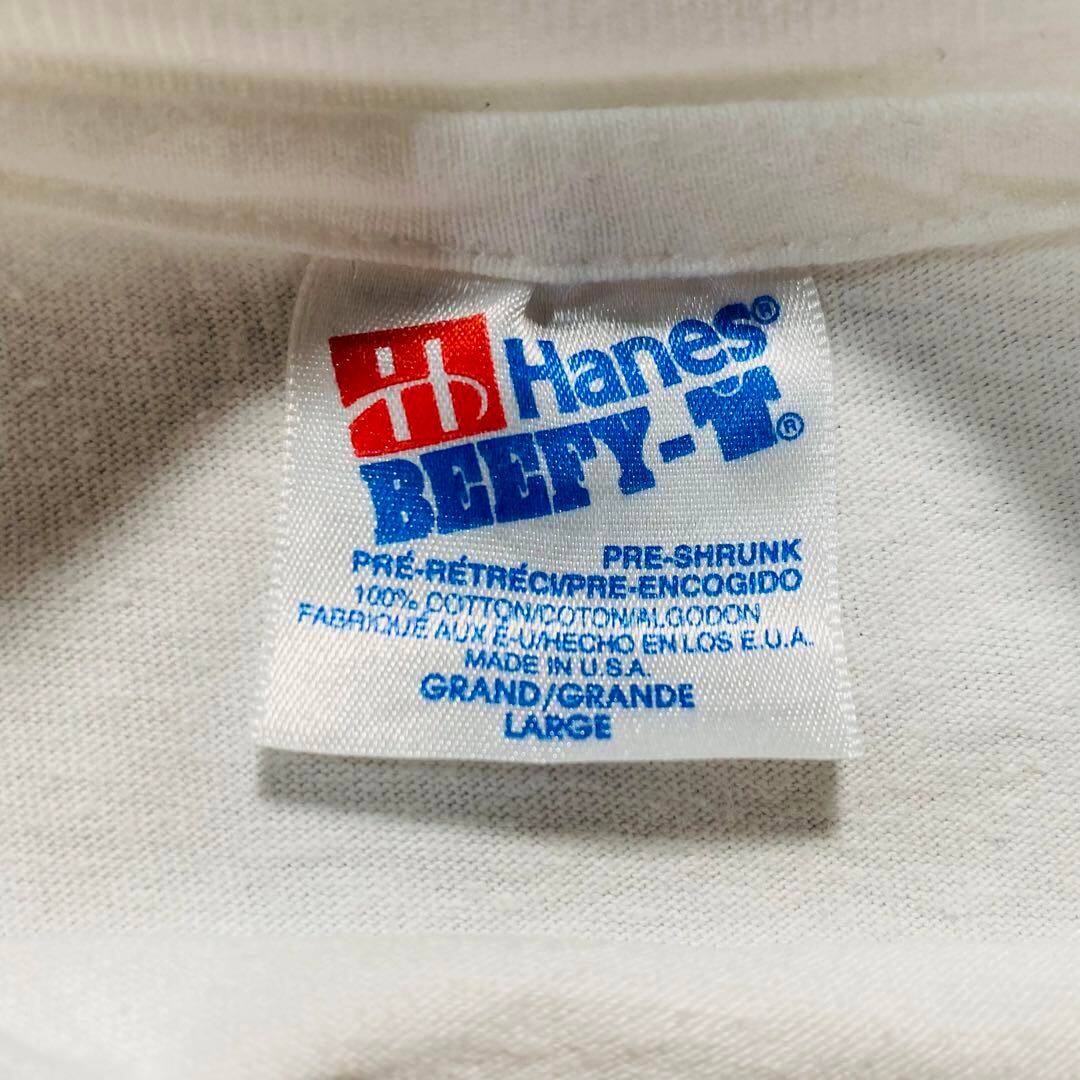 Hanes®
BEEFY-T®
PRE-SHRUNK
PRÉ-RÉTRÉCI/PRE-ENCOGIDO
100% COTTON/COTON/ALGODON
FABRIQUÉ AUX É-U/HECHO EN LOS E.U.A.
MADE IN U.S.A.
GRAND/GRANDE
LARGE